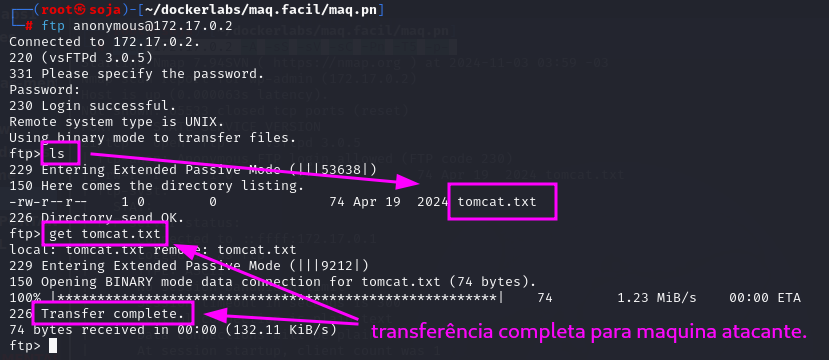 (root㉿soja)-[~/dockerlabs/maq.facil/maq.pn]
# ftp anonymous@172.17.0.2
Connected to 172.17.0.2.
220 (vsFTPd 3.0.5)
331 Please specify the password.
Password:
230 Login successful.
Remote system type is UNIX.
Using binary mode to transfer files.
ftp> ls
229 Entering Extended Passive Mode (|||53638|)
150 Here comes the directory listing.
-rw-r--r-- 1 0 0 74 Apr 19 2024 tomcat.txt
226 Directory send OK.
ftp> get tomcat.txt
local: tomcat.txt remote: tomcat.txt
229 Entering Extended Passive Mode (|||9212|)
150 Opening BINARY mode data connection for tomcat.txt (74 bytes).
100% |*******************************************************| 74 1.23 MiB/s 00:00 ETA
226 Transfer complete.
74 bytes received in 00:00 (132.11 KiB/s)
transferência completa para maquina atacante.
ftp>